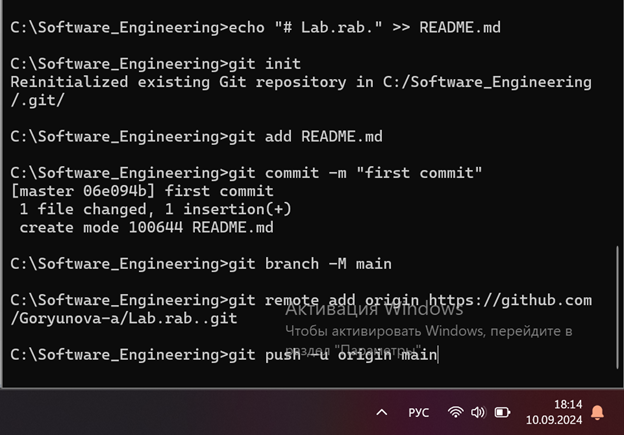 C:\Software_Engineering>echo "# Lab.rab." >> README.md
C:\Software_Engineering>git init
Reinitialized existing Git repository in C:/Software_Engineering
/.git/
C:\Software_Engineering>git add README.md
C:\Software_Engineering>git commit -m "first commit"
[master 06e094b] first commit
 1 file changed, 1 insertion(+)
 create mode 100644 README.md
C:\Software_Engineering>git branch -M main
C:\Software_Engineering>git remote add origin https://github.com
/Goryunova-a/Lab.rab..git
Активация Windows
Чтобы активировать Windows, перейдите в
раздел "Параметры".
C:\Software_Engineering>git push -u origin main
РУС
18:14
10.09.2024